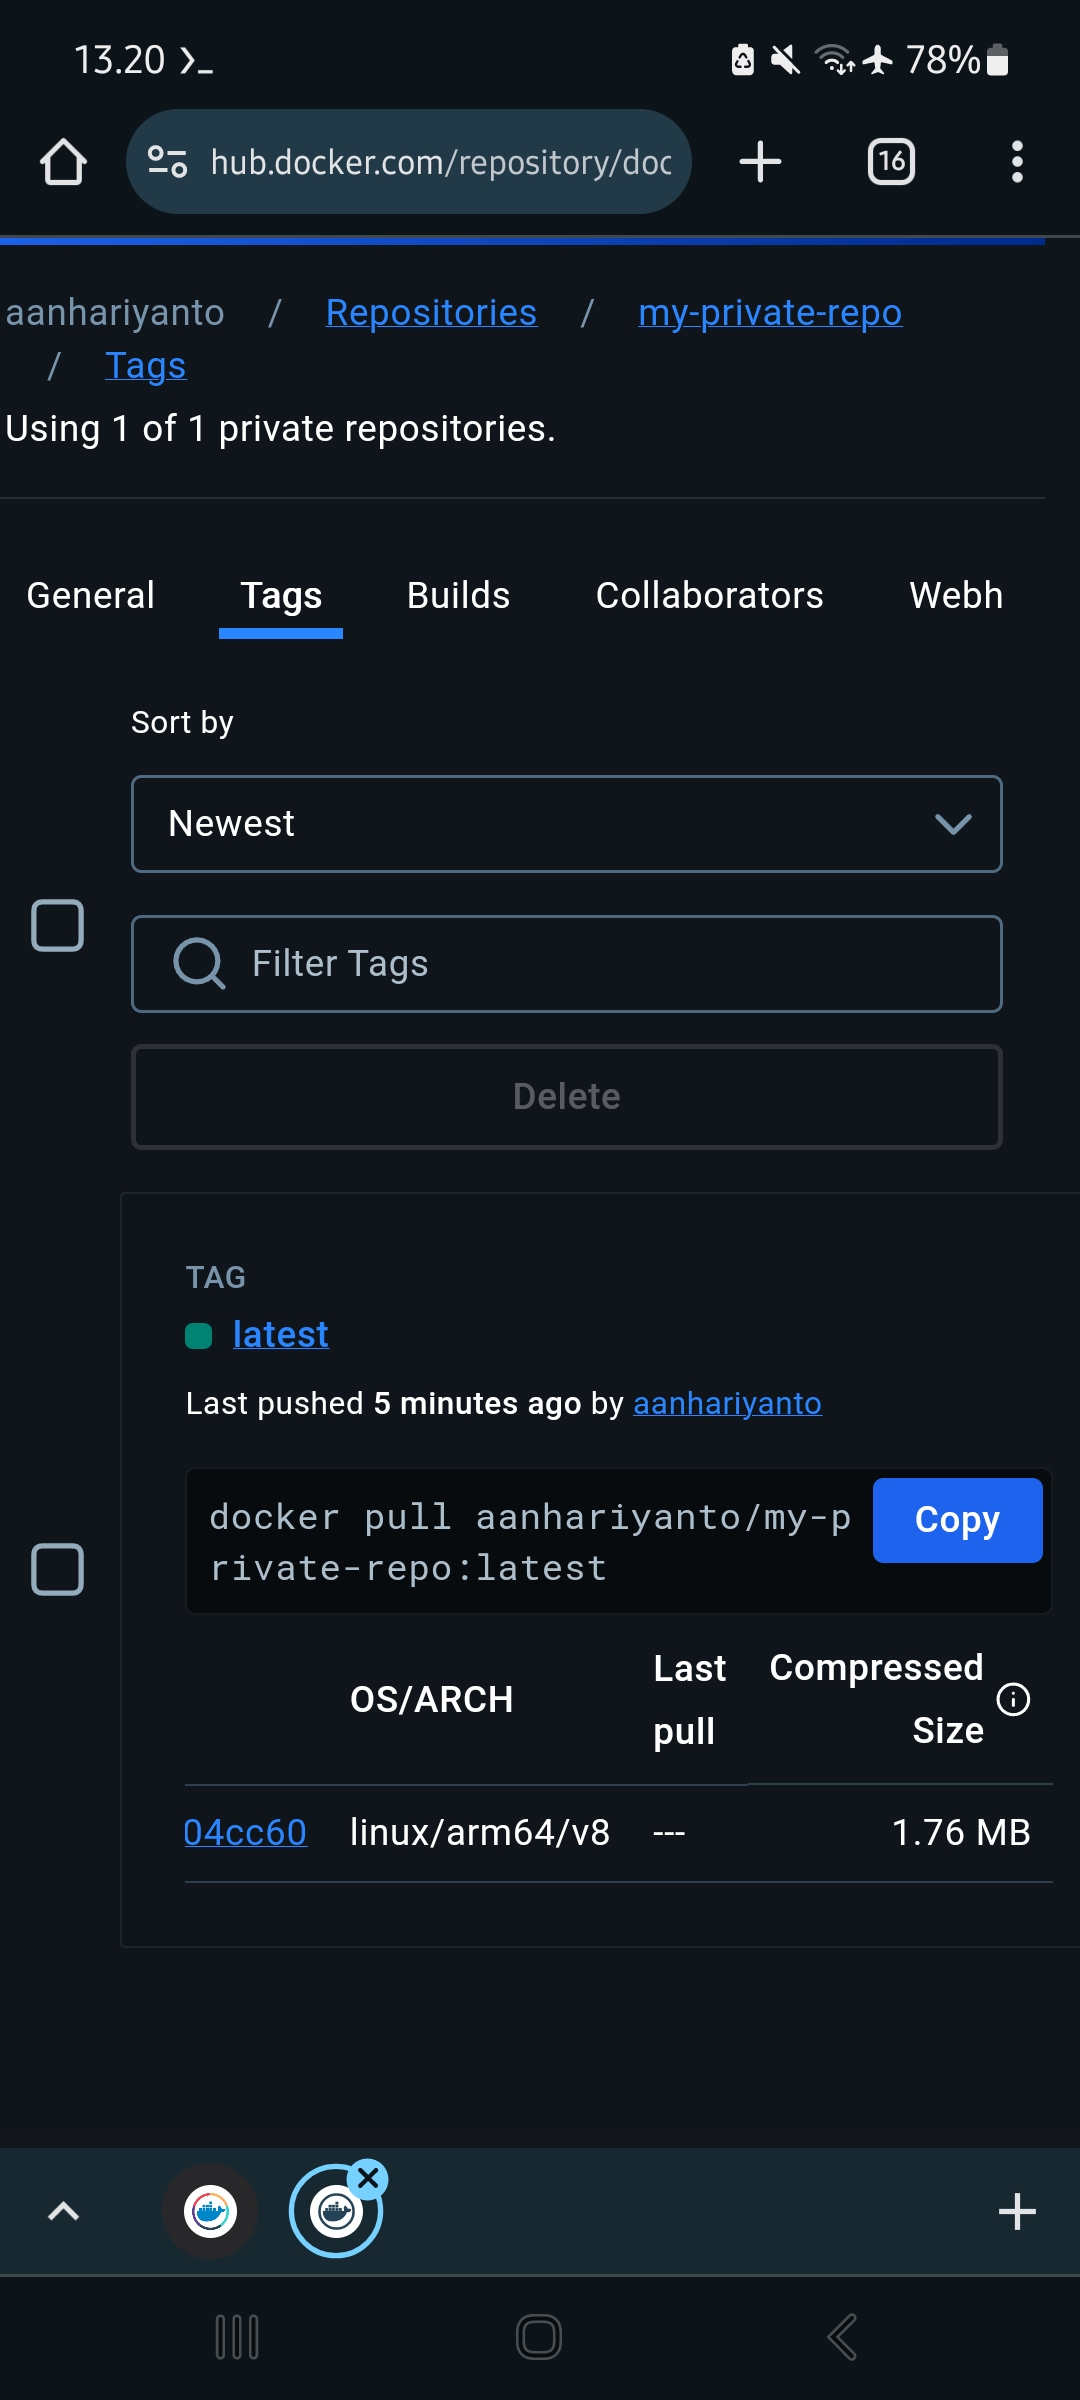 13.20
78%
hub.docker.com/repository/doc
16
aanhariyanto / Repositories / my-private-repo
/ Tags
Using 1 of 1 private repositories.
General Tags Builds Collaborators Webh
Sort by
Newest
Filter Tags
Delete
TAG
latest
Last pushed 5 minutes ago by aanhariyanto
docker pull aanhariyanto/my-p
rivate-repo:latest
Copy
OS/ARCH Last pull Compressed Size
04cc60 linux/arm64/v8 --- 1.76 MB